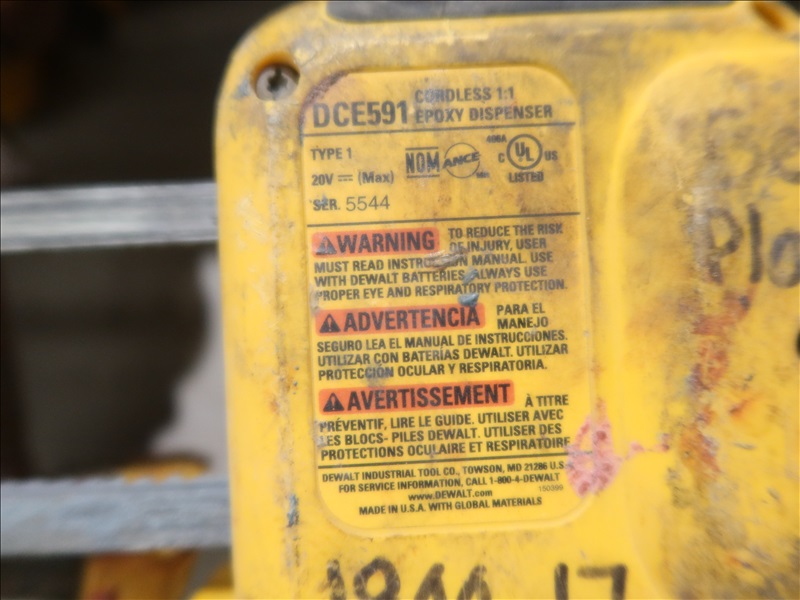 DCE591 CORDLESS 1:1
EPOXY DISPENSER
TYPE 1
20V (Max)
NOM ANCE
C UL US
LISTED
SER. 5544
WARNING TO REDUCE THE RISK
OF INJURY, USER
MUST READ INSTRUCTION MANUAL. USE
WITH DEWALT BATTERIES. ALWAYS USE
PROPER EYE AND RESPIRATORY PROTECTION.
ADVERTENCIA PARA EL
MANEJO
SEGURO LEA EL MANUAL DE INSTRUCCIONES.
UTILIZAR CON BATERÍAS DEWALT. UTILIZAR
PROTECCIÓN OCULAR Y RESPIRATORIA.
AVERTISSEMENT À TITRE
PRÉVENTIF, LIRE LE GUIDE. UTILISER AVEC
LES BLOCS- PILES DEWALT. UTILISER DES
PROTECTIONS OCULAIRE ET RESPIRATOIRE
DEWALT INDUSTRIAL TOOL CO., TOWSON, MD 21286 U.S.
FOR SERVICE INFORMATION, CALL 1-800-4-DEWALT
www.DEWALT.com
MADE IN U.S.A. WITH GLOBAL MATERIALS